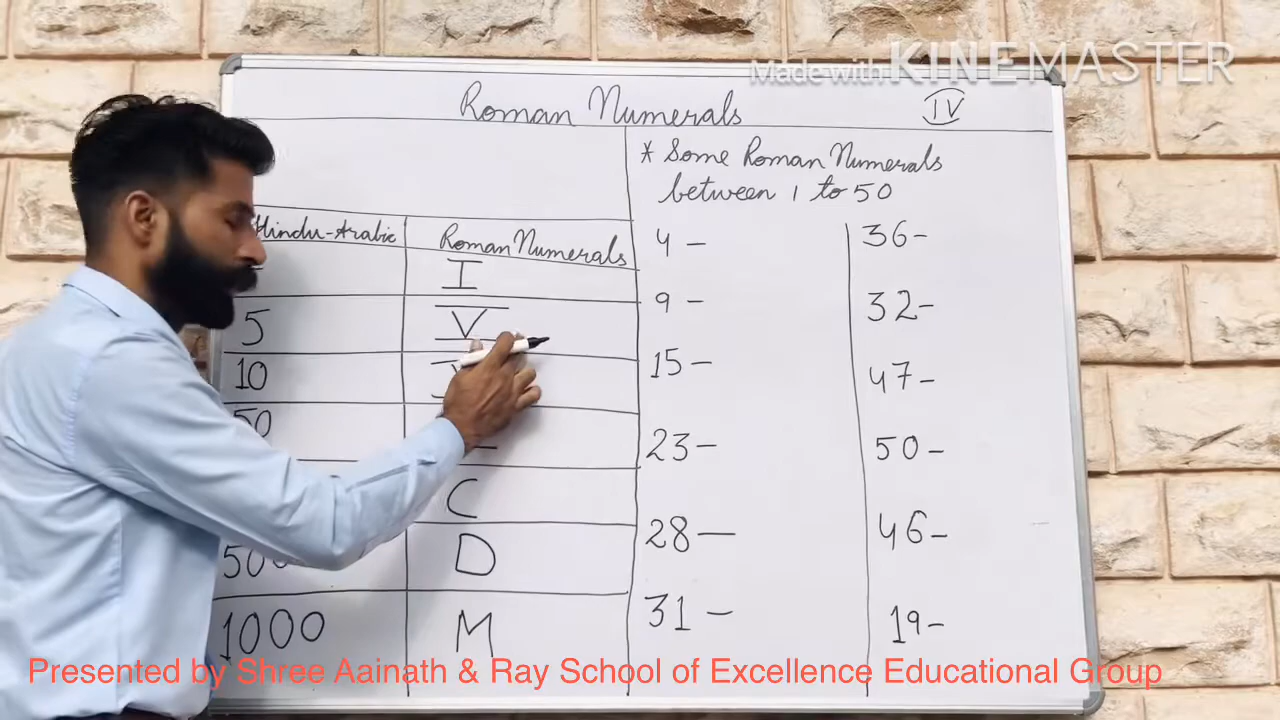 Made with KINEMASTER
Roman Numerals IV
* Some Roman Numerals
between 1 to 50
Hindu-Arabic Roman Numerals
I
5 V
10
50
C
D
1000 M
4 -
9 -
15 -
23 -
28 -
31 -
36 -
32 -
47 -
50 -
46 -
19 -
Presented by Shree Aainath & Ray School of Excellence Educational Group